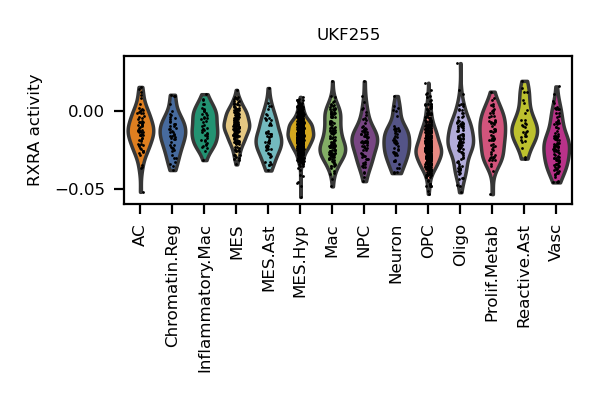 UKF255
RXRA activity
0.00
−0.05
AC
Chromatin.Reg
Inflammatory.Mac
MES
MES.Ast
MES.Hyp
Mac
NPC
Neuron
OPC
Oligo
Prolif.Metab
Reactive.Ast
Vasc